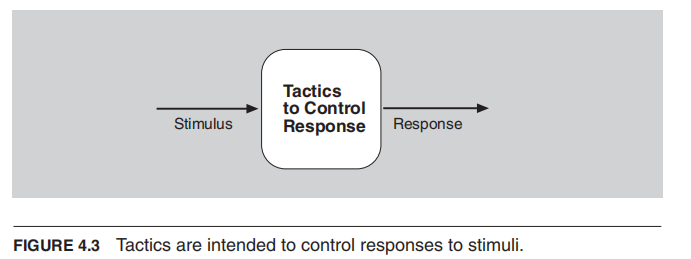 Tactics
to Control
Response
Stimulus
Response
FIGURE 4.3 Tactics are intended to control responses to stimuli.